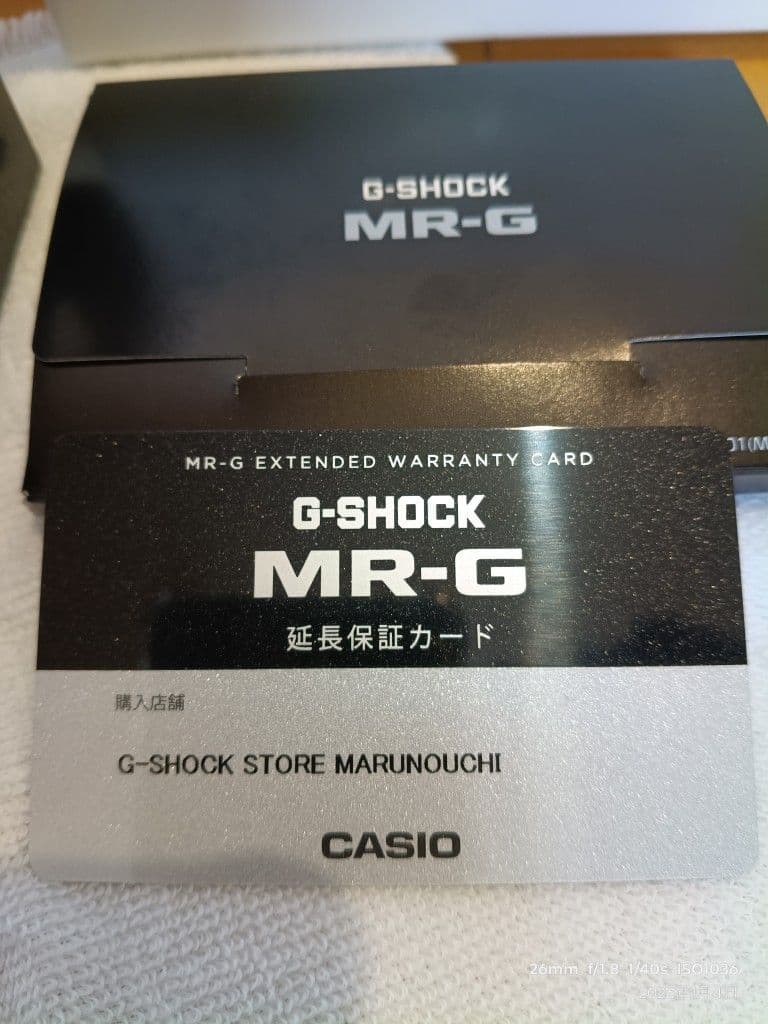 G-SHOCK
MR-G
01(M
MR-G EXTENDED WARRANTY CARD
G-SHOCK
MR-G
延長保証カード
購入店舗
G-SHOCK STORE MARUNOUCHI
CASIO
26mm f/1.8 1/40s ISO1036